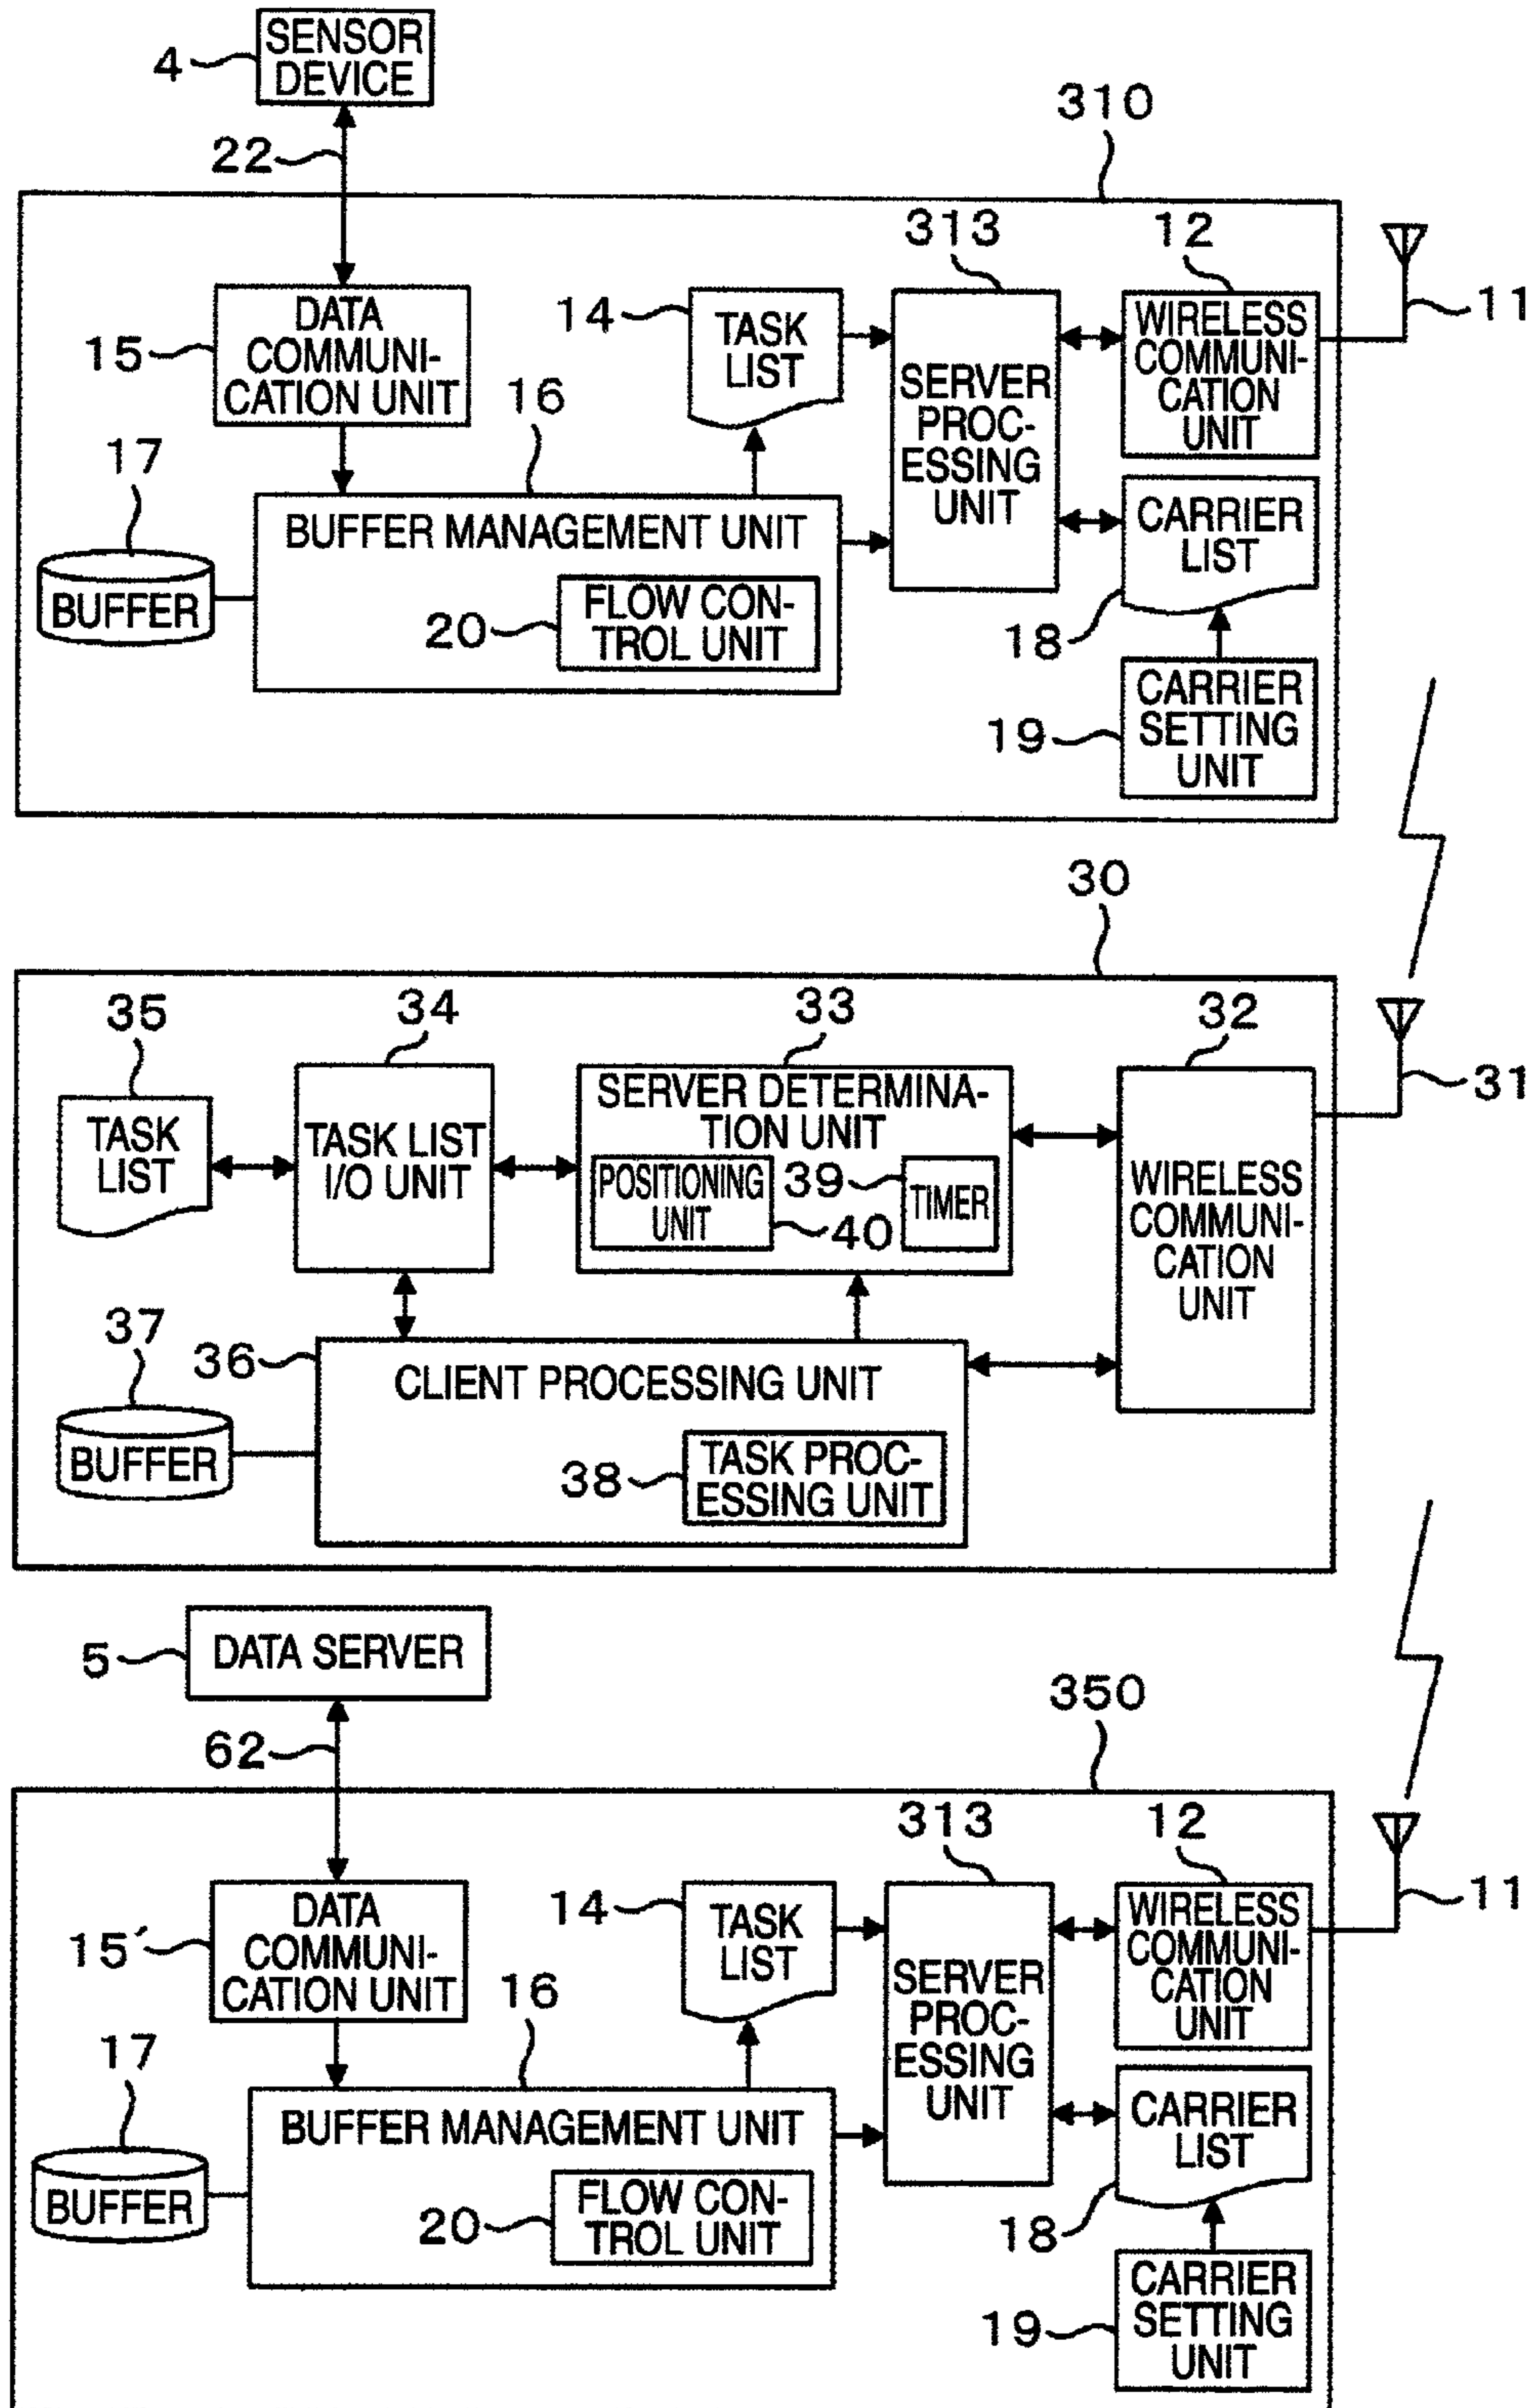 SENSOR
DEVICE
4
22
310
313
12
11
DATA
COMMUNI-
CATION UNIT
15
14
TASK
LIST
SERVER
PROC-
ESSING
UNIT
WIRELESS
COMMUNI-
CATION
UNIT
16
17
BUFFER
BUFFER MANAGEMENT UNIT
20
FLOW CON-
TROL UNIT
CARRIER
LIST
18
19
CARRIER
SETTING
UNIT
30
35
34
33
32
31
TASK
LIST
TASK LIST
I/O UNIT
SERVER DETERMINA-
TION UNIT
POSITIONING
UNIT
39
40
TIMER
WIRELESS
COMMUNI-
CATION
UNIT
37
36
BUFFER
CLIENT PROCESSING UNIT
38
TASK PROC-
ESSING UNIT
5
DATA SERVER
62
350
313
12
11
DATA
COMMUNI-
CATION UNIT
15´
14
TASK
LIST
SERVER
PROC-
ESSING
UNIT
WIRELESS
COMMUNI-
CATION
UNIT
16
17
BUFFER
BUFFER MANAGEMENT UNIT
20
FLOW CON-
TROL UNIT
CARRIER
LIST
18
19
CARRIER
SETTING
UNIT